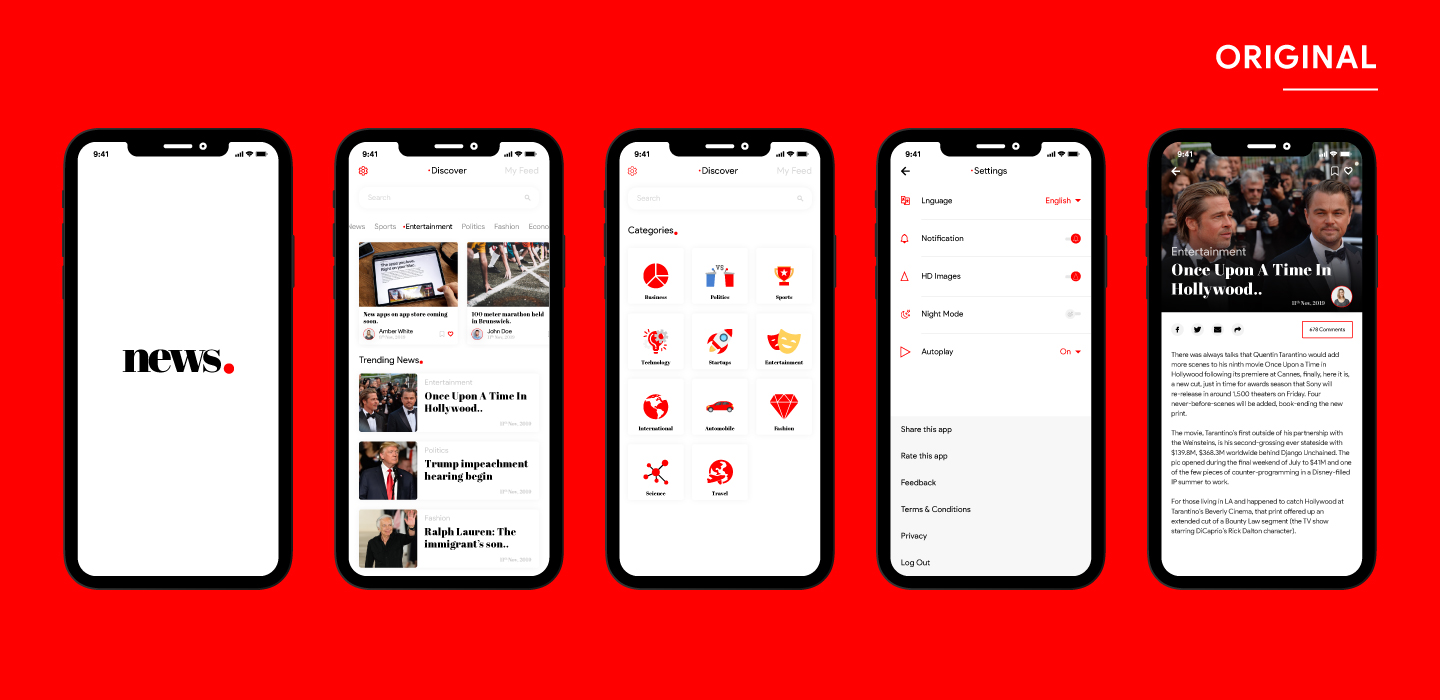 ORIGINAL
9:41
news.
9:41
Discover
My Feed
Search
News Sports Entertainment Politics Fashion Econo
New apps on app store coming
soon.
Amber White
11th Nov, 2019
100 meter marathon held
in Brunswick.
John Doe
11th Nov, 2019
Trending News.
Entertainment
Once Upon A Time In
Hollywood..
11th Nov, 2019
Politics
Trump impeachment
hearing begin
11th Nov, 2019
Fashion
Ralph Lauren: The
immigrant's son..
11th Nov, 2019
9:41
Discover
My Feed
Search
Categories.
Business
VS
Politics
Sports
Technology
Startups
Entertainment
International
Automobile
Fashion
Science
Travel
9:41
Settings
Lnguage
English
Notification
HD Images
Night Mode
Autoplay
On
Share this app
Rate this app
Feedback
Terms & Conditions
Privacy
Log Out
9:41
Entertainment
Once Upon A Time In
Hollywood..
11th Nov, 2019
678 Comments
There was always talks that Quentin Tarantino would add
more scenes to his ninth movie Once Upon a Time in
Hollywood following its premiere at Cannes, finally, here it is,
a new cut, just in time for awards season that Sony will
re-release in around 1,500 theaters on Friday. Four
never-before-scenes will be added, book-ending the new
print.
The movie, Tarantino's first outside of his partnership with
the Weinsteins, is his second-grossing ever stateside with
$139.8M, $368.3M worldwide behind Django Unchained. The
pic opened during the final weekend of July to $41M and one
of the few pieces of counter-programming in a Disney-filled
IP summer to work.
For those living in LA and happened to catch Hollywood at
Tarantino's Beverly Cinema, that print offered up an
extended cut of a Bounty Law segment (the TV show
starring DiCaprio's Rick Dalton character).